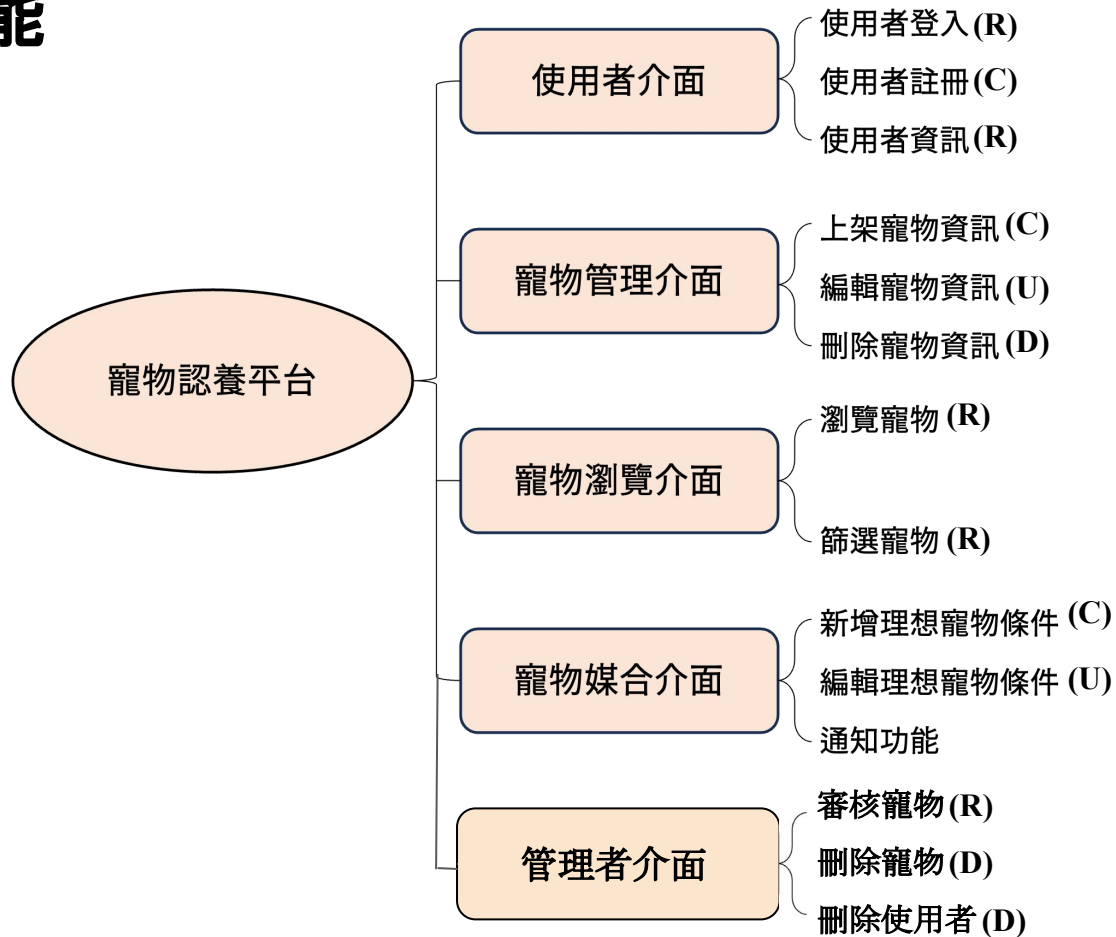 能
寵物認養平台
使用者介面
使用者登入(R)
使用者註冊(C)
使用者資訊(R)
寵物管理介面
上架寵物資訊(C)
編輯寵物資訊(U)
刪除寵物資訊(D)
寵物瀏覽介面
瀏覽寵物(R)
篩選寵物(R)
寵物媒合介面
新增理想寵物條件(C)
編輯理想寵物條件(U)
通知功能
管理者介面
審核寵物(R)
刪除寵物(D)
刪除使用者(D)